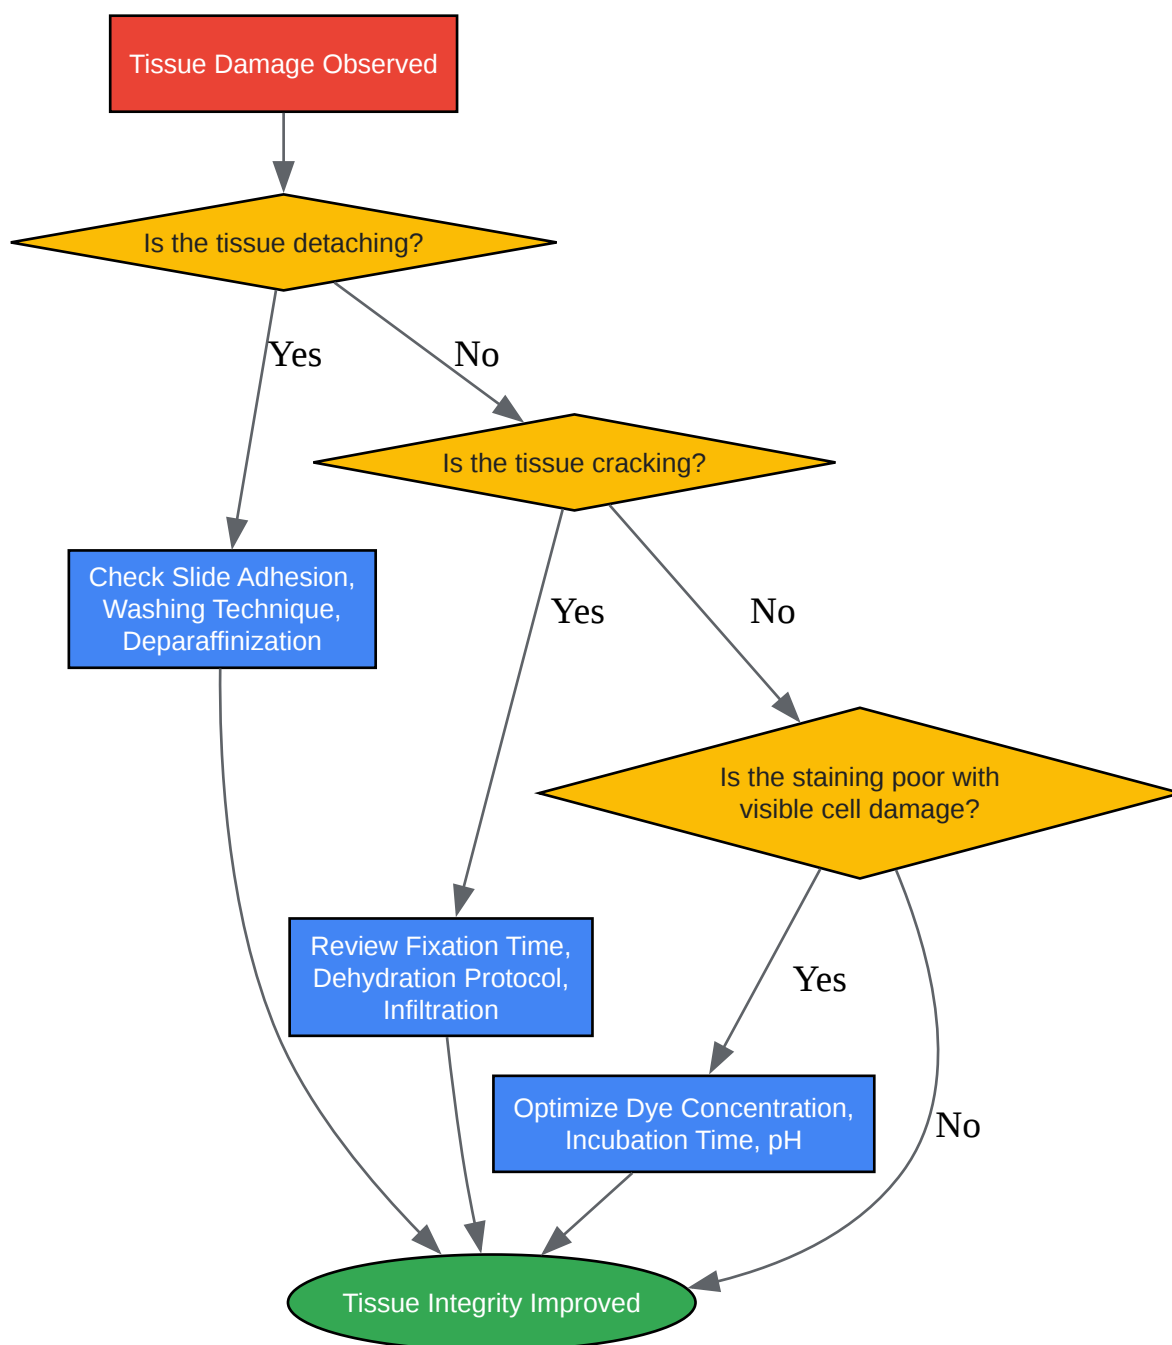 Tissue Damage Observed
Is the tissue detaching?
Yes
No
Is the tissue cracking?
Check Slide Adhesion,
Washing Technique,
Deparaffinization
Yes
No
Is the staining poor with
visible cell damage?
Review Fixation Time,
Dehydration Protocol,
Infiltration
Yes
Optimize Dye Concentration,
Incubation Time, pH
No
Tissue Integrity Improved